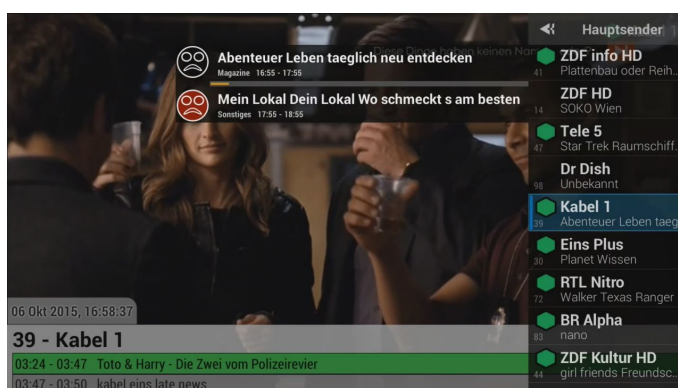 Diese Dinge haben keinen Nam
Abenteuer Leben taeglich neu entdecken
Magazine 16:55 - 17:55
Mein Lokal Dein Lokal Wo schmeckt s am besten
Sonstiges 17:55 - 18:55
Hauptsender
ZDF info HD
41 Plattenbau oder Reih..
ZDF HD
14 SOKO Wien
Tele 5
47 Star Trek Raumschiff.
Dr Dish
98 Unbekannt
Kabel 1
39 Abenteuer Leben taeg
Eins Plus
30 Planet Wissen
RTL Nitro
72 Walker Texas Ranger
BR Alpha
83 nano
ZDF Kultur HD
44 girl friends Freundsc..
06 Okt 2015, 16:58:37
39 - Kabel 1
03:24 - 03:47 Toto & Harry - Die Zwei vom Polizeirevier
03:47 - 03:50 kabel eins late news